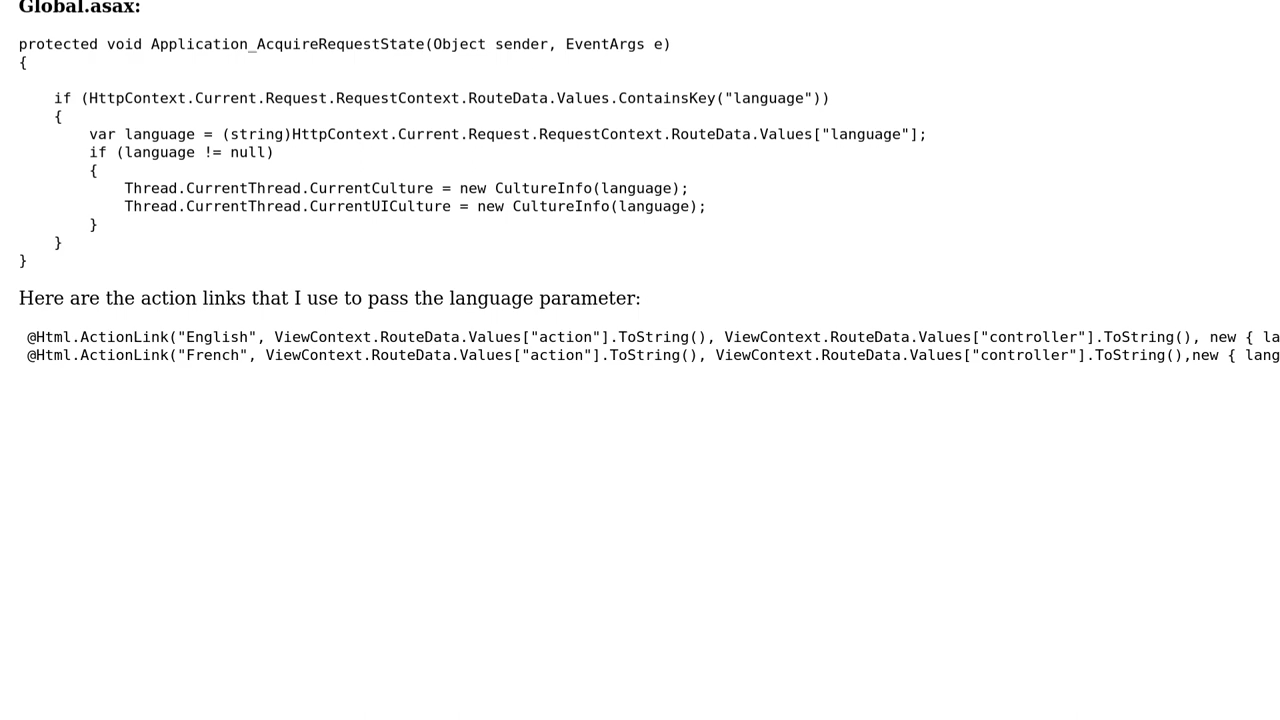 Global.asax:
protected void Application_AcquireRequestState(Object sender, EventArgs e)
{
    if (HttpContext.Current.Request.RequestContext.RouteData.Values.ContainsKey("language"))
    {
        var language = (string)HttpContext.Current.Request.RequestContext.RouteData.Values["language"];
        if (language != null)
        {
            Thread.CurrentThread.CurrentCulture = new CultureInfo(language);
            Thread.CurrentThread.CurrentUICulture = new CultureInfo(language);
        }
    }
}
Here are the action links that I use to pass the language parameter:
@Html.ActionLink("English", ViewContext.RouteData.Values["action"].ToString(), ViewContext.RouteData.Values["controller"].ToString(), new { la
@Html.ActionLink("French", ViewContext.RouteData.Values["action"].ToString(), ViewContext.RouteData.Values["controller"].ToString(),new { lang